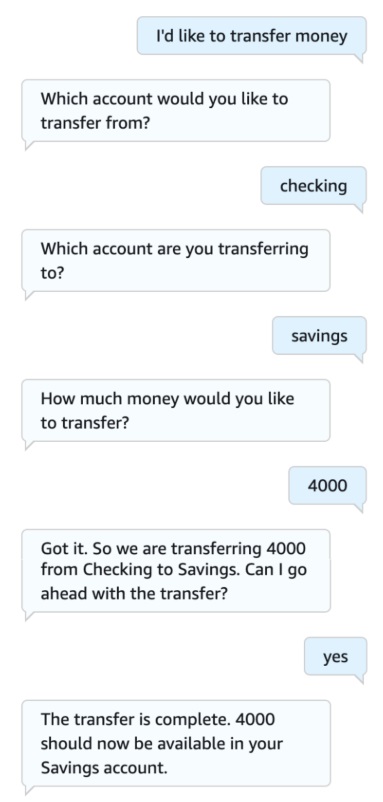 I'd like to transfer money
Which account would you like to
transfer from?
checking
Which account are you transferring
to?
savings
How much money would you like
to transfer?
4000
Got it. So we are transferring 4000
from Checking to Savings. Can I go
ahead with the transfer?
yes
The transfer is complete. 4000
should now be available in your
Savings account.